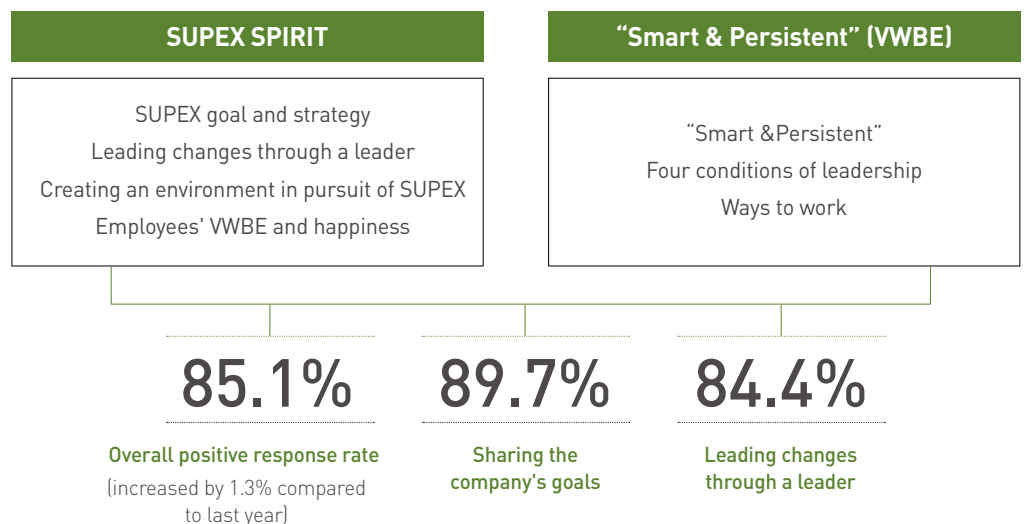 SUPEX SPIRIT
SUPEX goal and strategy
Leading changes through a leader
Creating an environment in pursuit of SUPEX
Employees' VWBE and happiness
“Smart & Persistent” (VWBE)
“Smart &Persistent”
Four conditions of leadership
Ways to work
85.1%
Overall positive response rate
(increased by 1.3% compared
to last year)
89.7%
Sharing the
company's goals
84.4%
Leading changes
through a leader